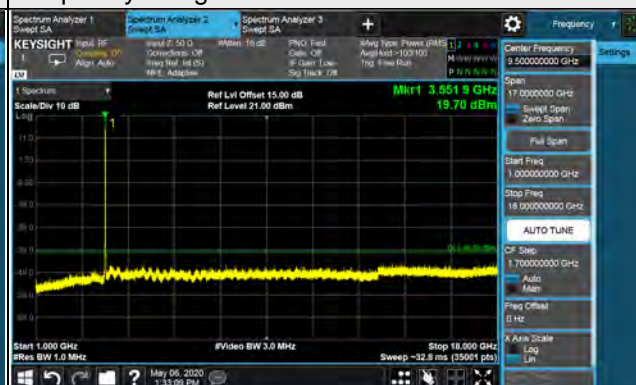 Spectrum Analyzer 1
Swept SA
Spectrum Analyzer 2
Swept SA
Spectrum Analyzer 3
Swept SA
+
Frequency
KEYSIGHT
Input: RF
Align: Auto
Input Z: 50 Ω
Corrections: Off
Freq Ref: Int (S)
NFE: Adaptive
#Atten: 16 dB
PNO: Fast
Gate: Off
IF Gain: Low
Sig Track: Off
#Avg Type: Power (RMS)
Avg|Hold: >100/100
Trig: Free Run
Center Frequency
9.500000000 GHz
Settings
Span
17.0000000 GHz
Swept Span
Zero Span
Full Span
Start Freq
1.000000000 GHz
Stop Freq
18.000000000 GHz
AUTO TUNE
CF Step
1.700000000 GHz
Auto
Man
Freq Offset
0 Hz
X Axis Scale
Log
Lin
1 Spectrum
Scale/Div 10 dB
Log
Ref Lvl Offset 15.00 dB
Ref Level 21.00 dBm
Mkr1 3.551 9 GHz
19.70 dBm
1
11.0
Start 1.000 GHz
#Res BW 1.0 MHz
#Video BW 3.0 MHz
Stop 18.000 GHz
Sweep ~32.8 ms (35001 pts)
?
May 06, 2020
1:33:09 PM